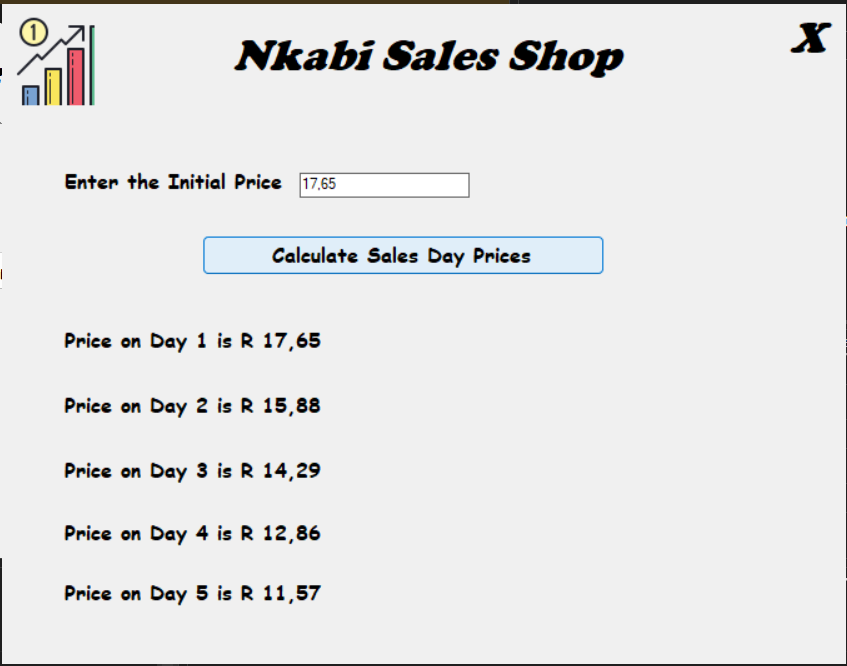 1
Nkabi Sales Shop
X
Enter the Initial Price 17,65
Calculate Sales Day Prices
Price on Day 1 is R 17,65
Price on Day 2 is R 15,88
Price on Day 3 is R 14,29
Price on Day 4 is R 12,86
Price on Day 5 is R 11,57